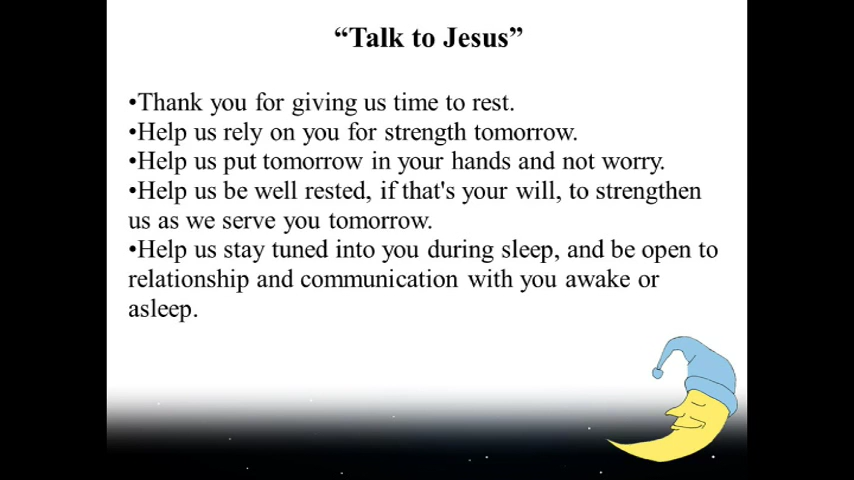 “Talk to Jesus”
•Thank you for giving us time to rest.
•Help us rely on you for strength tomorrow.
•Help us put tomorrow in your hands and not worry.
•Help us be well rested, if that's your will, to strengthen
us as we serve you tomorrow.
•Help us stay tuned into you during sleep, and be open to
relationship and communication with you awake or
asleep.